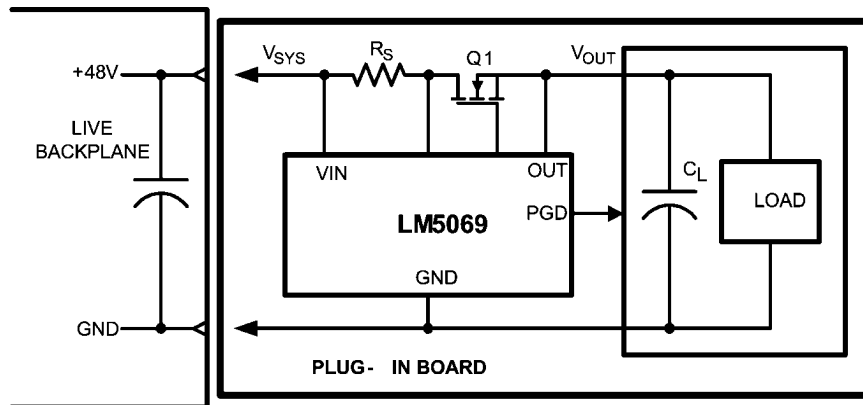 V_SYS
R_S
Q1
V_OUT
+48V
LIVE
BACKPLANE
VIN
OUT
C_L
LOAD
LM5069
PGD
GND
GND
PLUG- IN BOARD